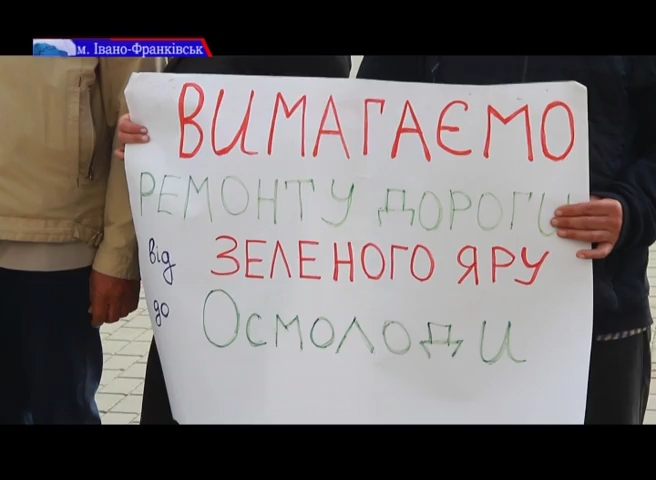 м. Івано-Франківськ
ВИМАГАЄМО
РЕМОНТУ ДОРОГИ
від ЗЕЛЕНОГО ЯРУ
до Осмолоди